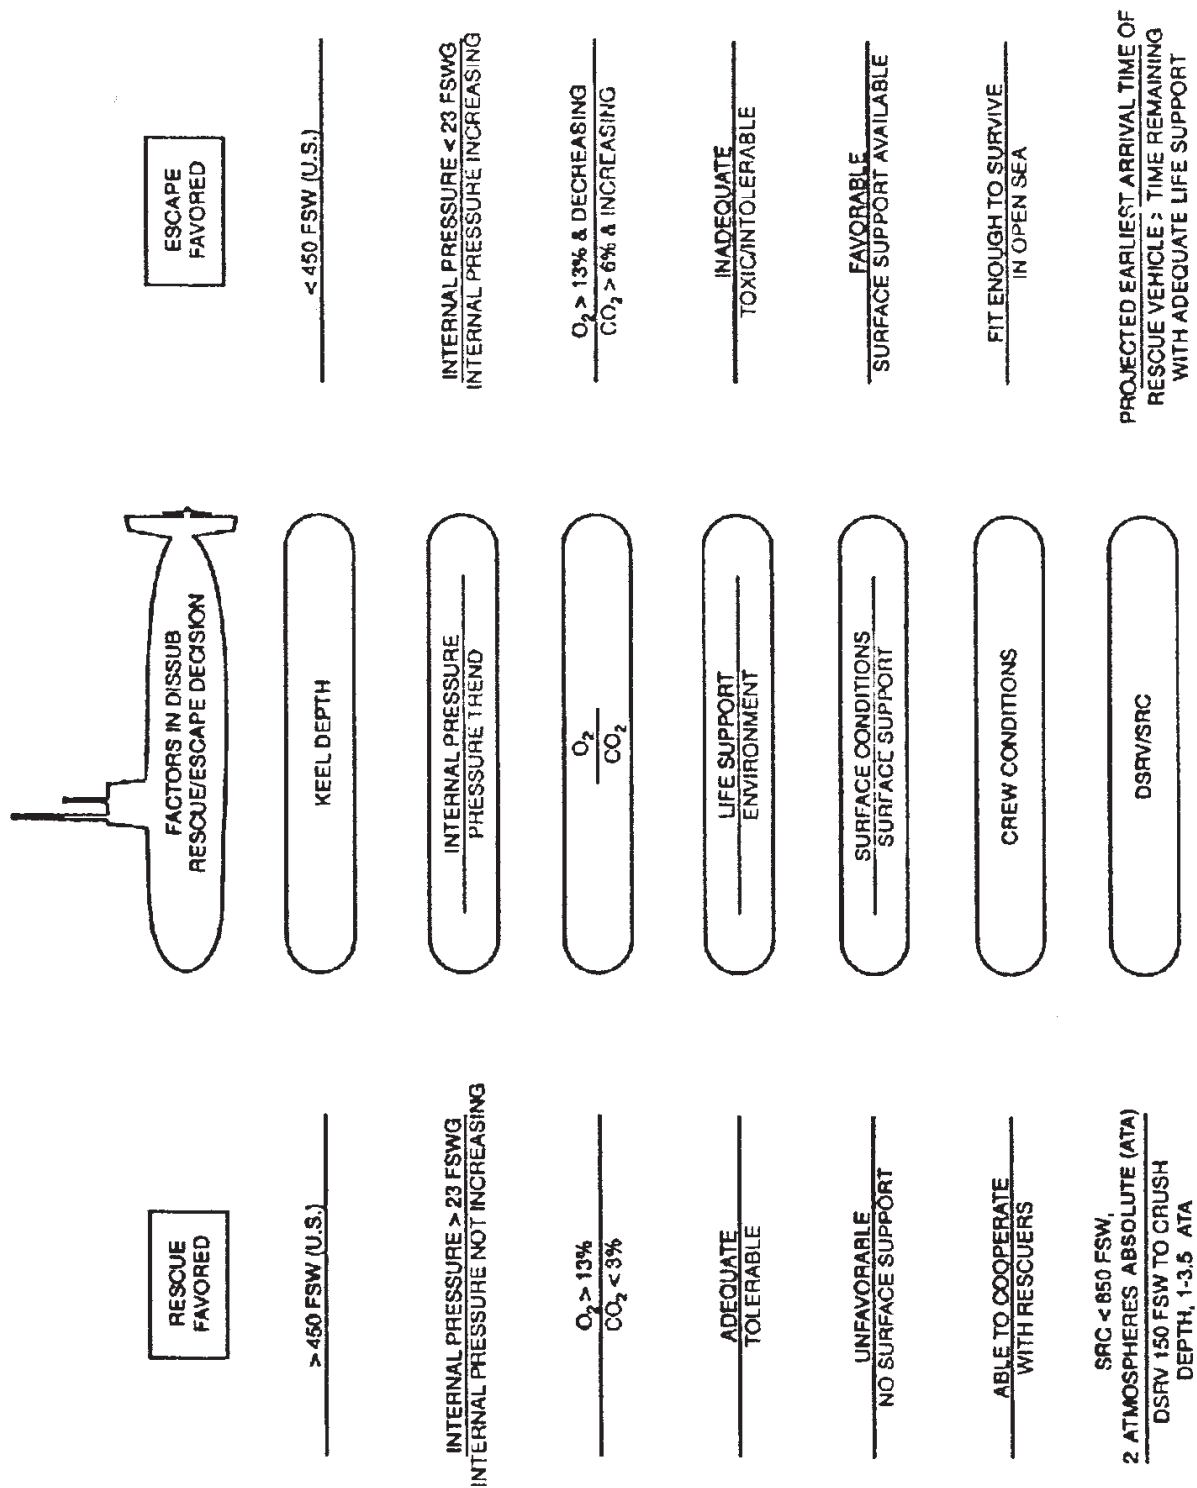 RESCUE
FAVORED
FACTORS IN DISSUB
RESCUE/ESCAPE DECISION
ESCAPE
FAVORED
> 450 FSW (U.S.)
KEEL DEPTH
< 450 FSW (U.S.)
INTERNAL PRESSURE > 23 FSWG
INTERNAL PRESSURE NOT INCREASING
INTERNAL PRESSURE
PRESSURE TREND
INTERNAL PRESSURE < 23 FSWG
INTERNAL PRESSURE INCREASING
O₂ > 13%
CO₂ < 3%
O₂
CO₂
O₂ > 13% & DECREASING
CO₂ > 6% & INCREASING
ADEQUATE
TOLERABLE
LIFE SUPPORT
ENVIRONMENT
INADEQUATE
TOXIC/INTOLERABLE
UNFAVORABLE
NO SURFACE SUPPORT
SURFACE CONDITIONS
SURFACE SUPPORT
FAVORABLE
SURFACE SUPPORT AVAILABLE
ABLE TO COOPERATE
WITH RESCUERS
CREW CONDITIONS
FIT ENOUGH TO SURVIVE
IN OPEN SEA
SRC < 850 FSW,
2 ATMOSPHERES ABSOLUTE (ATA)
DSRV 150 FSW TO CRUSH
DEPTH, 1-3.5 ATA
DSRV/SRC
PROJECTED EARLIEST ARRIVAL TIME OF
RESCUE VEHICLE > TIME REMAINING
WITH ADEQUATE LIFE SUPPORT